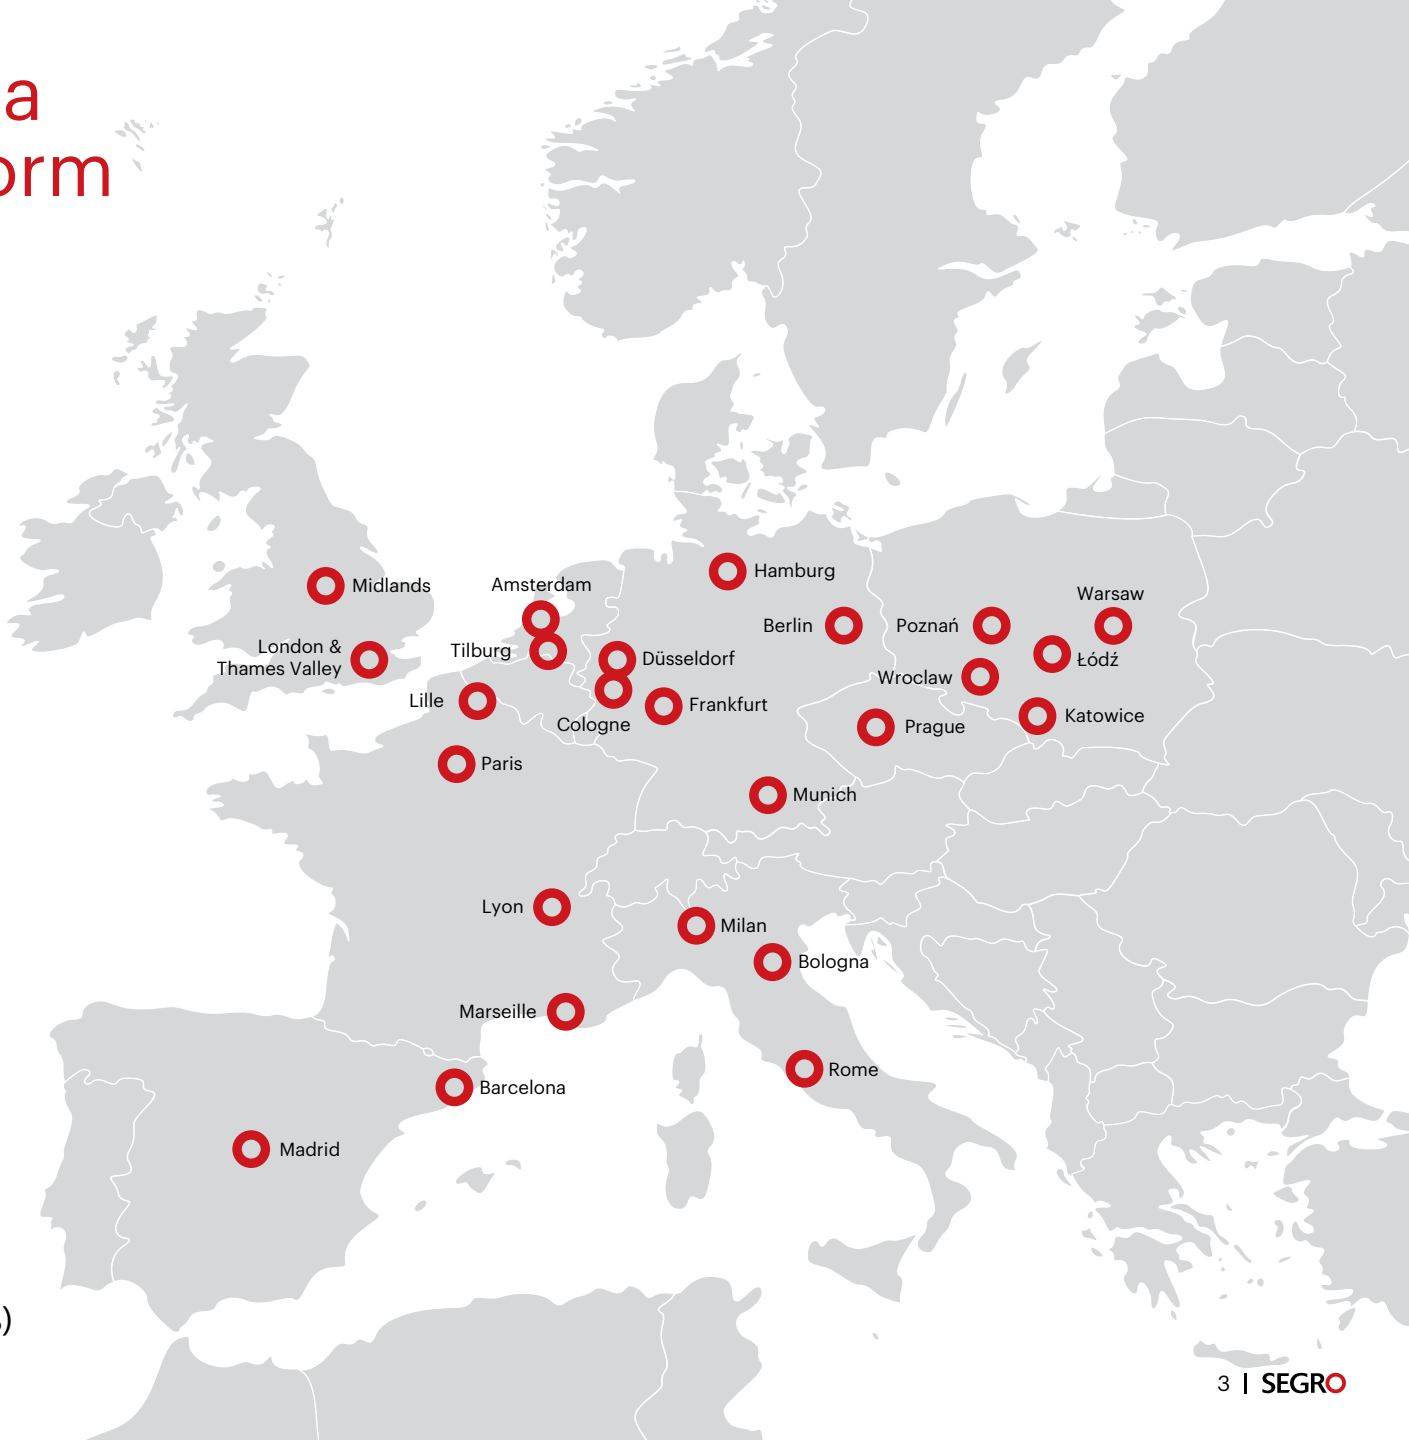 a
orm
Midlands
Amsterdam
Hamburg
Warsaw
Berlin
Poznań
London &
Thames Valley
Tilburg
Düsseldorf
Łódź
Wroclaw
Lille
Cologne
Frankfurt
Katowice
Prague
Paris
Munich
Lyon
Milan
Bologna
Marseille
Rome
Barcelona
Madrid
)
3 | SEGRO